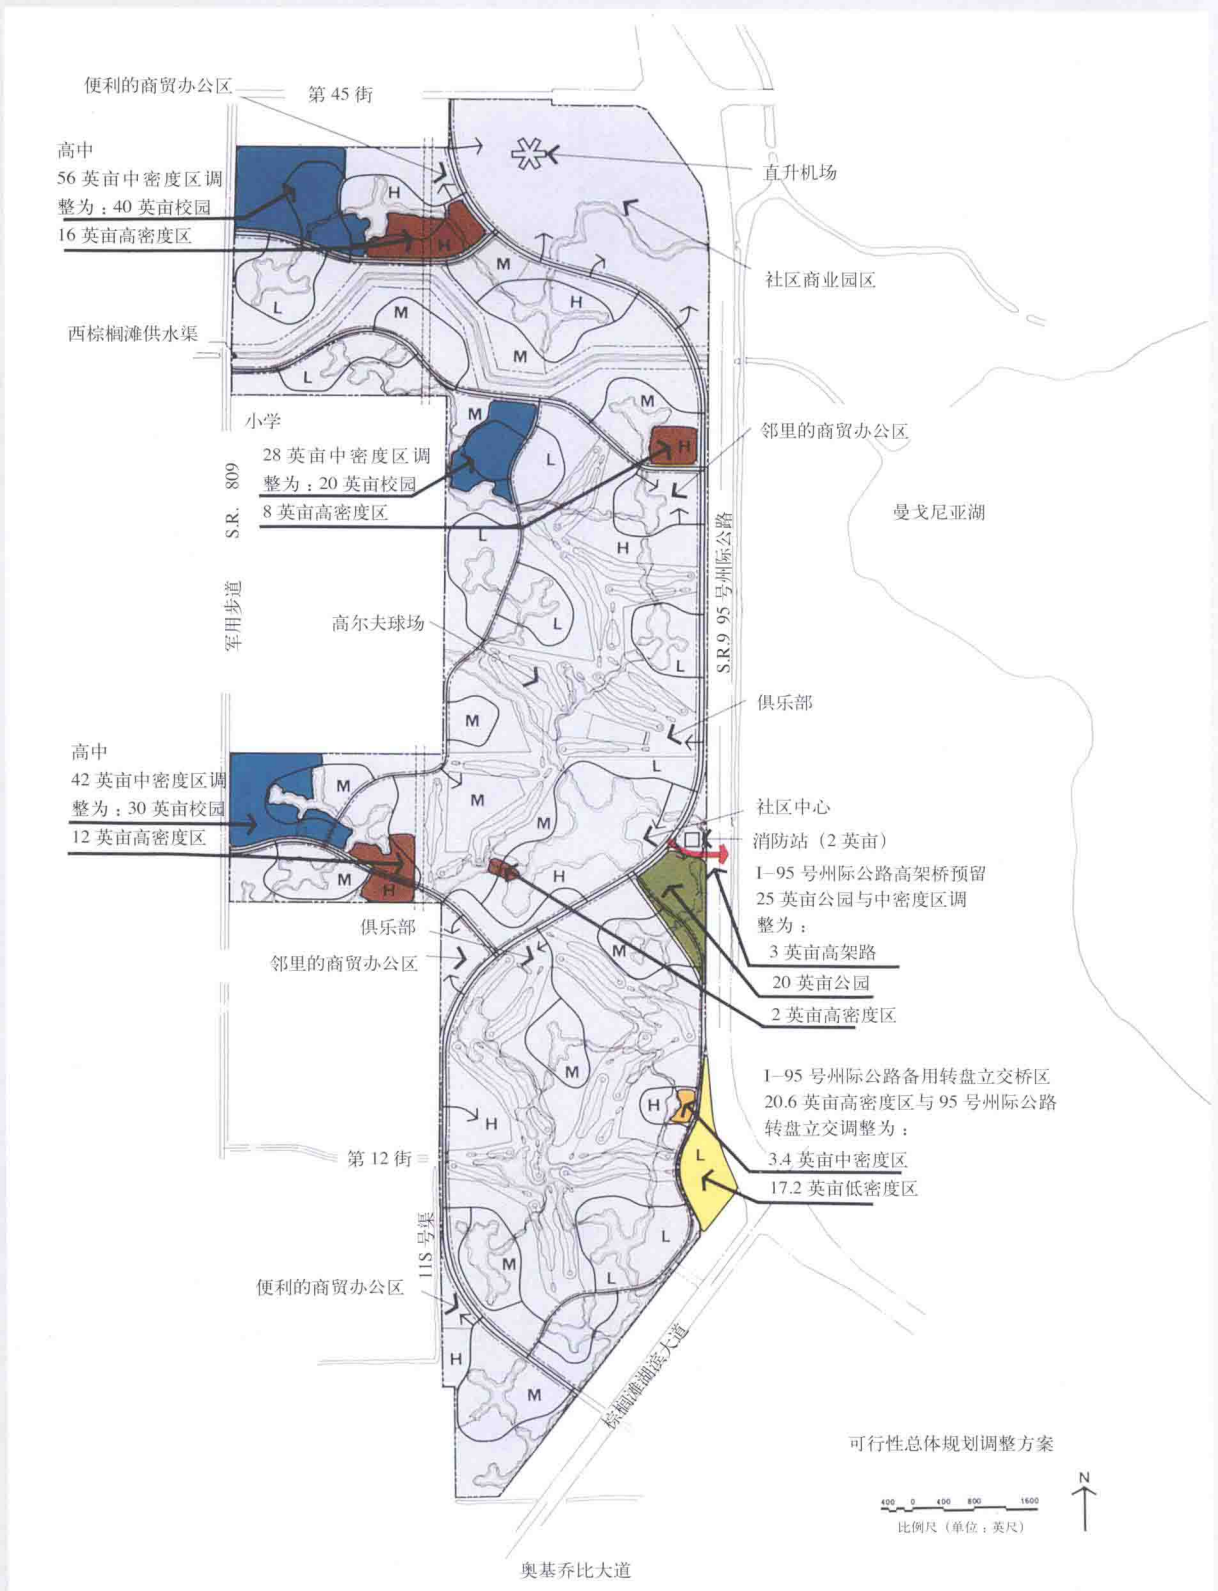 便利的商贸办公区
第 45 街
高中
56 英亩中密度区调
整为：40 英亩校园
16 英亩高密度区
直升机场
社区商业园区
H
H
M
H
L
M
M
西棕榈滩供水渠
L
小学
28 英亩中密度区调
整为：20 英亩校园
8 英亩高密度区
M
M
H
L
邻里的商贸办公区
曼戈尼亚湖
S.R. 809
军用步道
S.R.9 95 号州际公路
L
H
高尔夫球场
L
L
M
俱乐部
L
高中
42 英亩中密度区调
整为：30 英亩校园
12 英亩高密度区
M
M
M
社区中心
消防站（2 英亩）
I-95 号州际公路高架桥预留
25 英亩公园与中密度区调
整为：
3 英亩高架路
20 英亩公园
2 英亩高密度区
M
H
H
俱乐部
邻里的商贸办公区
M
M
I-95 号州际公路备用转盘立交桥区
20.6 英亩高密度区与 95 号州际公路
转盘立交调整为：
3.4 英亩中密度区
17.2 英亩低密度区
H
H
L
第 12 街
11S 号渠
L
M
L
便利的商贸办公区
H
M
棕榈滩湖滨大道
可行性总体规划调整方案
N
400 0 400 800 1600
比例尺（单位：英尺）
奥基乔比大道